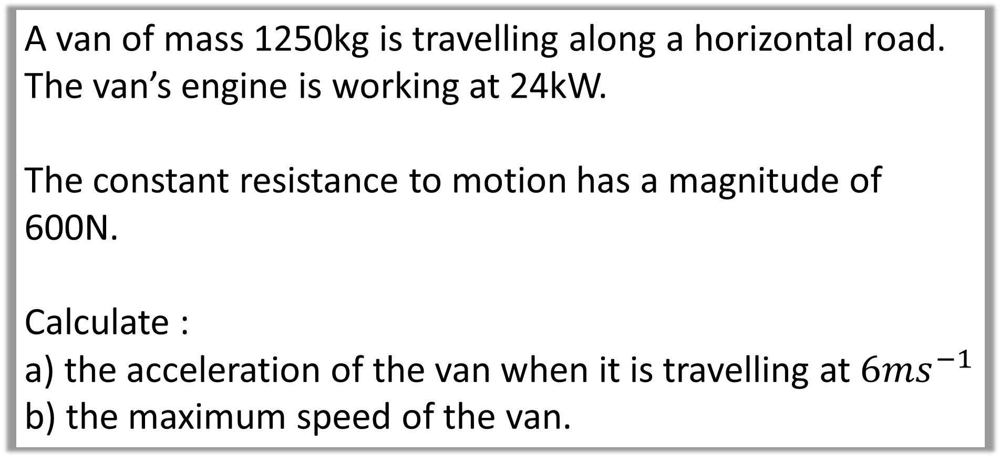 A van of mass 1250kg is travelling along a horizontal road.
The van’s engine is working at 24kW.
The constant resistance to motion has a magnitude of
600N.
Calculate :
a) the acceleration of the van when it is travelling at 6ms⁻¹
b) the maximum speed of the van.